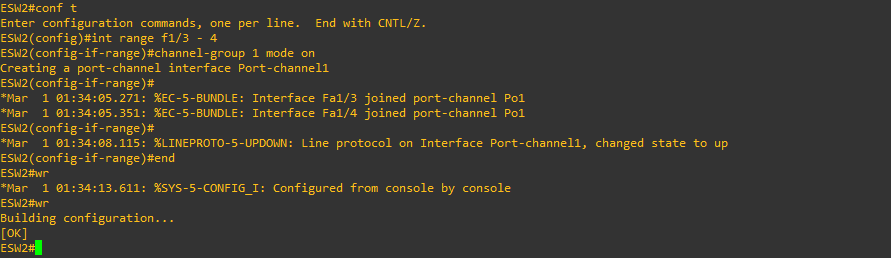 ESW2#conf t
Enter configuration commands, one per line.  End with CNTL/Z.
ESW2(config)#int range f1/3 - 4
ESW2(config-if-range)#channel-group 1 mode on
Creating a port-channel interface Port-channel1
ESW2(config-if-range)#
*Mar  1 01:34:05.271: %EC-5-BUNDLE: Interface Fa1/3 joined port-channel Po1
*Mar  1 01:34:05.351: %EC-5-BUNDLE: Interface Fa1/4 joined port-channel Po1
ESW2(config-if-range)#
*Mar  1 01:34:08.115: %LINEPROTO-5-UPDOWN: Line protocol on Interface Port-channel1, changed state to up
ESW2(config-if-range)#end
ESW2#wr
*Mar  1 01:34:13.611: %SYS-5-CONFIG_I: Configured from console by console
ESW2#wr
Building configuration...
[OK]
ESW2#